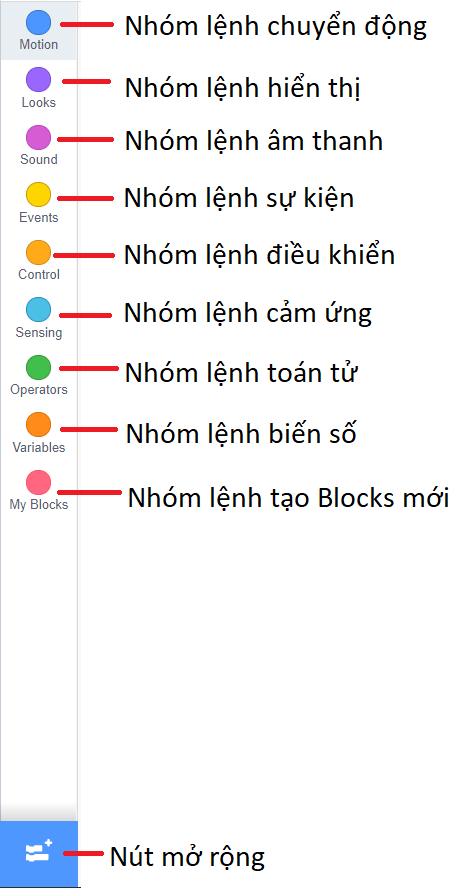 Motion
Nhóm lệnh chuyển động
Looks
Nhóm lệnh hiển thị
Sound
Nhóm lệnh âm thanh
Events
Nhóm lệnh sự kiện
Control
Nhóm lệnh điều khiển
Sensing
Nhóm lệnh cảm ứng
Operators
Nhóm lệnh toán tử
Variables
Nhóm lệnh biến số
My Blocks
Nhóm lệnh tạo Blocks mới
Nút mở rộng